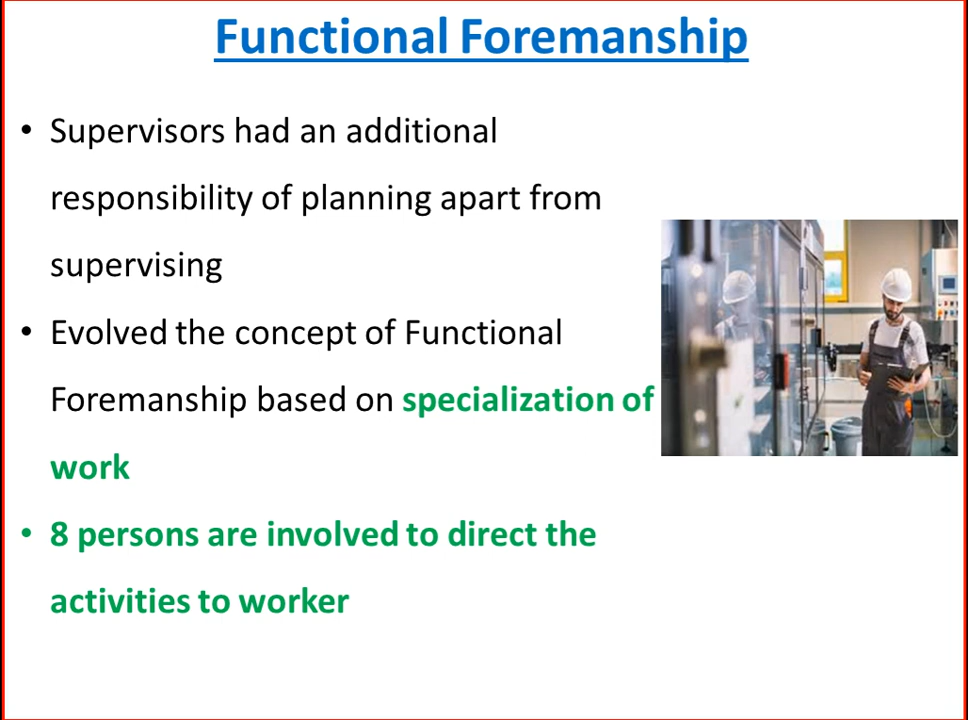 Functional Foremanship
• Supervisors had an additional
responsibility of planning apart from
supervising
• Evolved the concept of Functional
Foremanship based on specialization of
work
• 8 persons are involved to direct the
activities to worker